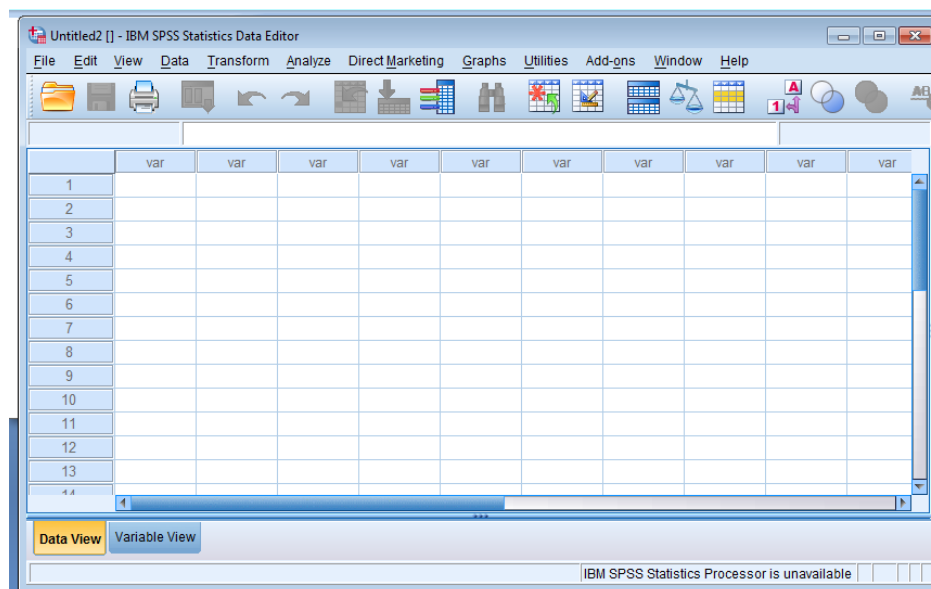 Untitled2 [] - IBM SPSS Statistics Data Editor
File Edit View Data Transform Analyze Direct Marketing Graphs Utilities Add-ons Window Help
A
1
var var var var var var var var var var
1
2
3
4
5
6
7
8
9
10
11
12
13
14
Data View Variable View
IBM SPSS Statistics Processor is unavailable